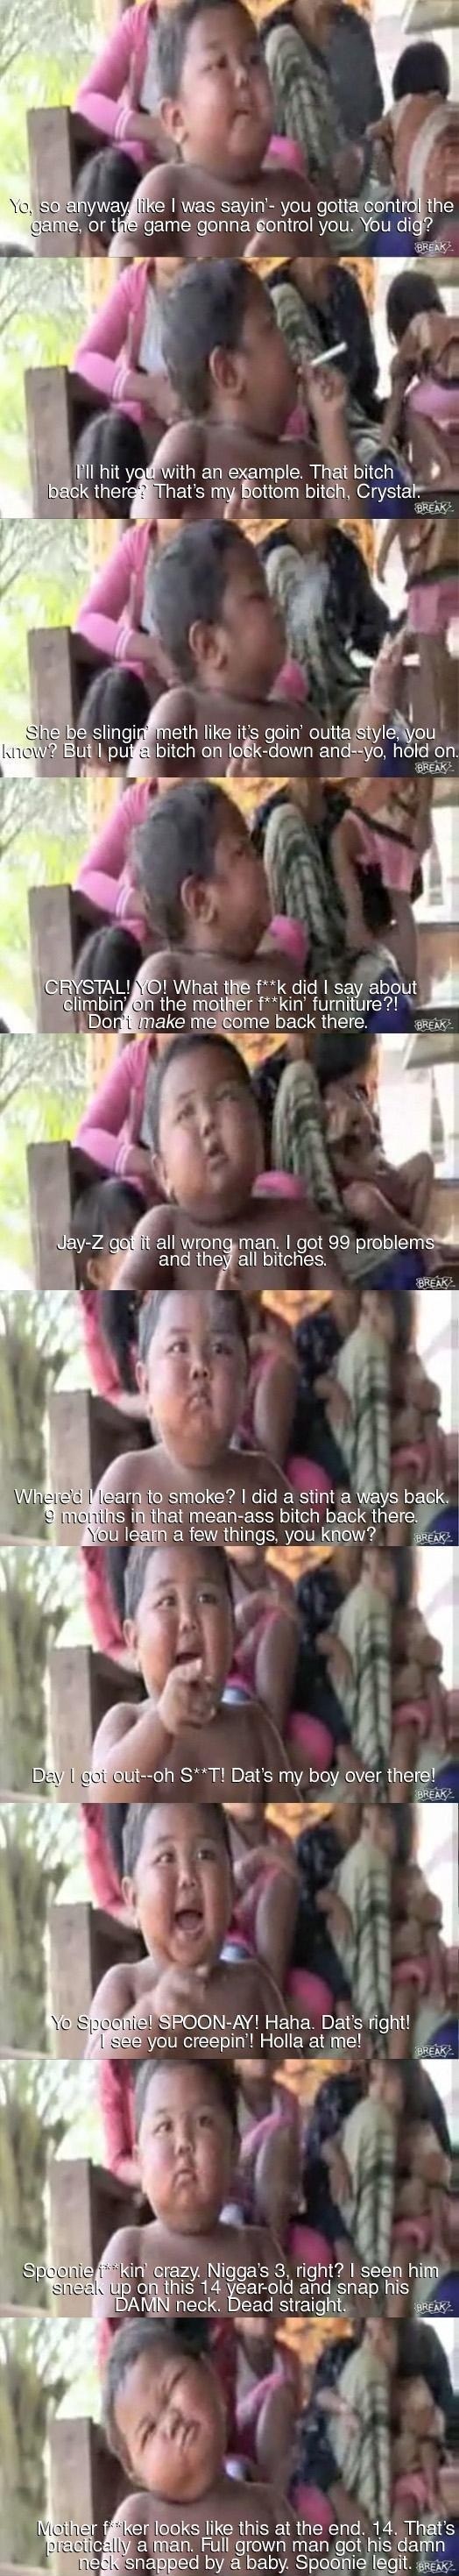 Yo, so anyway, like I was sayin'- you gotta control the
game, or the game gonna control you. You dig?
BREAK
I'll hit you with an example. That bitch
back there? That's my bottom bitch, Crystal.
BREAK
She be slingin' meth like it's goin' outta style, you
know? But I put a bitch on lock-down and--yo, hold on.
BREAK
CRYSTAL! YO! What the f**k did I say about
climbin' on the mother f**kin' furniture?!
Don't make me come back there.
BREAK
Jay-Z got it all wrong man. I got 99 problems
and they all bitches.
BREAK
Where'd I learn to smoke? I did a stint a ways back.
9 months in that mean-ass bitch back there.
You learn a few things, you know?
BREAK
Day I got out--oh S**T! Dat's my boy over there!
BREAK
Yo Spoonie! SPOON-AY! Haha. Dat's right!
I see you creepin'! Holla at me!
BREAK
Spoonie f**kin' crazy. Nigga's 3, right? I seen him
sneak up on this 14 year-old and snap his
DAMN neck. Dead straight.
BREAK
Mother f**ker looks like this at the end. 14. That's
practically a man. Full grown man got his damn
neck snapped by a baby. Spoonie legit.
BREAK